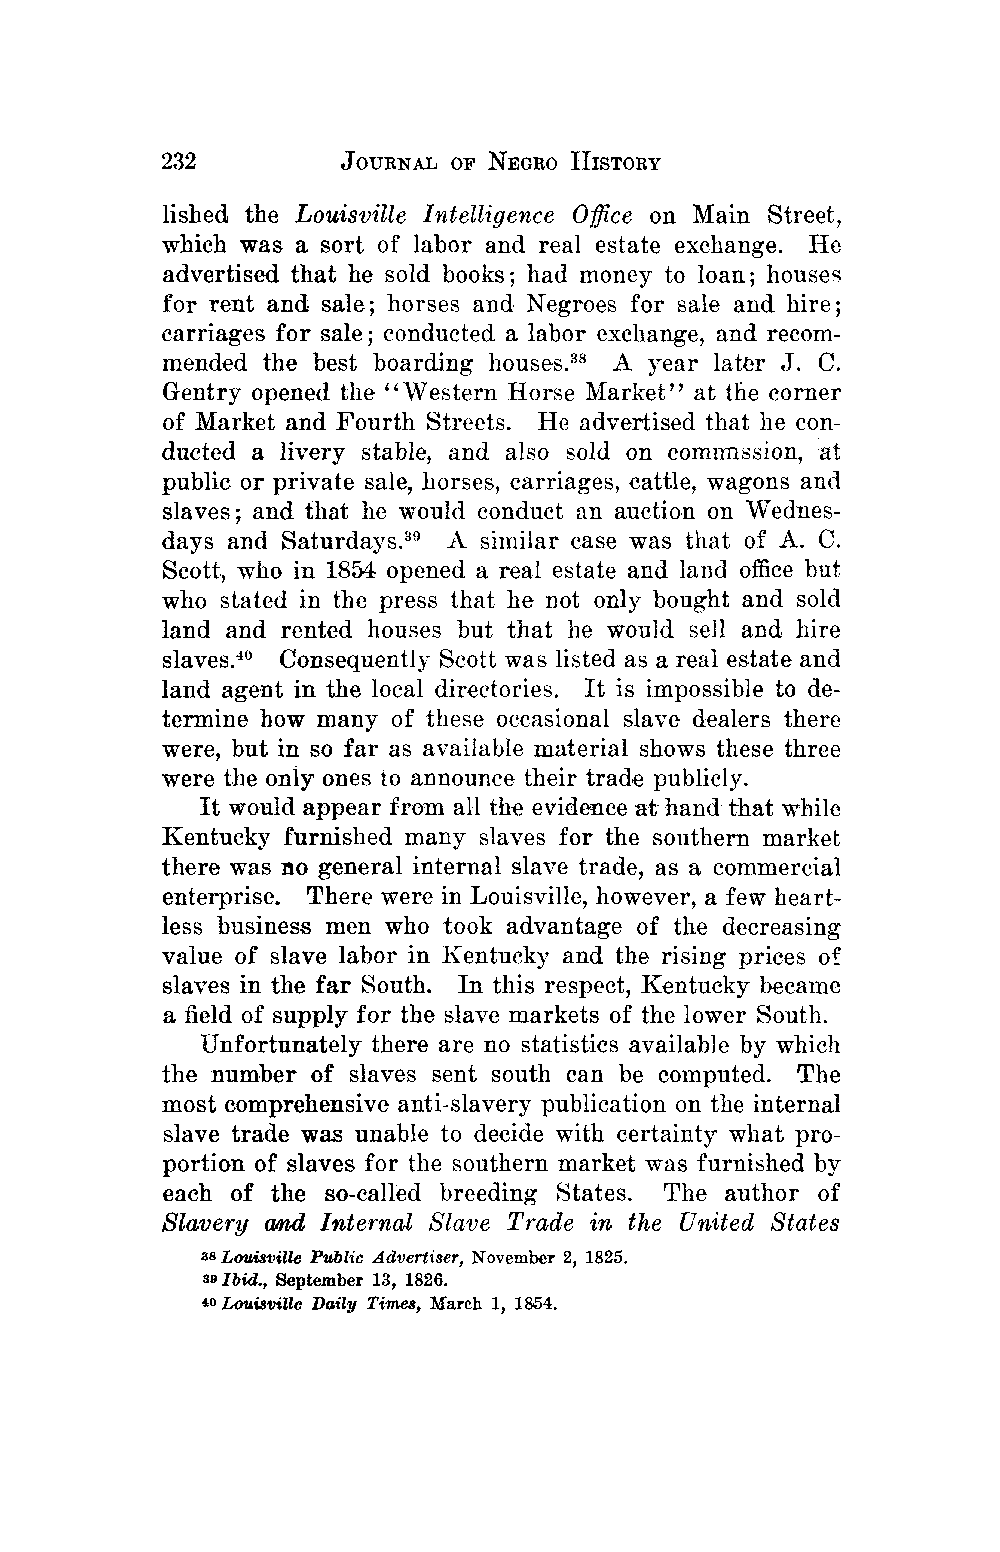 232 JOURNAL OF NEGRO HISTORY
lished the Louisville Intelligence Office on Main Street,
which was a sort of labor and real estate exchange. He
advertised that he sold books; had money to loan; houses
for rent and sale; horses and Negroes for sale and hire;
carriages for sale; conducted a labor exchange, and recom-
mended the best boarding houses.³⁸ A year later J. C.
Gentry opened the ‘‘Western Horse Market’’ at the corner
of Market and Fourth Streets. He advertised that he con-
ducted a livery stable, and also sold on commission, at
public or private sale, horses, carriages, cattle, wagons and
slaves; and that he would conduct an auction on Wednes-
days and Saturdays.³⁹ A similar case was that of A. C.
Scott, who in 1854 opened a real estate and land office but
who stated in the press that he not only bought and sold
land and rented houses but that he would sell and hire
slaves.⁴⁰ Consequently Scott was listed as a real estate and
land agent in the local directories. It is impossible to de-
termine how many of these occasional slave dealers there
were, but in so far as available material shows these three
were the only ones to announce their trade publicly.
It would appear from all the evidence at hand that while
Kentucky furnished many slaves for the southern market
there was no general internal slave trade, as a commercial
enterprise. There were in Louisville, however, a few heart-
less business men who took advantage of the decreasing
value of slave labor in Kentucky and the rising prices of
slaves in the far South. In this respect, Kentucky became
a field of supply for the slave markets of the lower South.
Unfortunately there are no statistics available by which
the number of slaves sent south can be computed. The
most comprehensive anti-slavery publication on the internal
slave trade was unable to decide with certainty what pro-
portion of slaves for the southern market was furnished by
each of the so-called breeding States. The author of
Slavery and Internal Slave Trade in the United States
³⁸ Louisville Public Advertiser, November 2, 1825.
³⁹ Ibid., September 13, 1826.
⁴⁰ Louisville Daily Times, March 1, 1854.